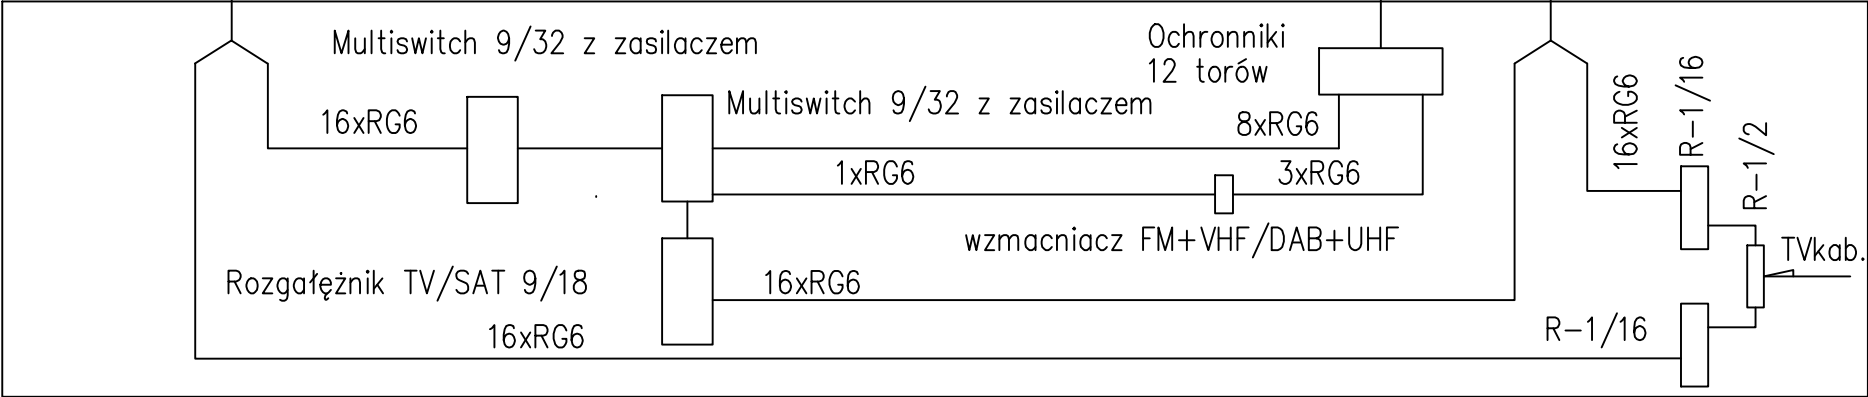 Multiswitch 9/32 z zasilaczem
Ochronniki
12 torów
16xRG6
Multiswitch 9/32 z zasilaczem
8xRG6
16xRG6
R-1/16
R-1/2
1xRG6
3xRG6
wzmacniacz FM+VHF/DAB+UHF
TVkab.
Rozgałężnik TV/SAT 9/18
16xRG6
16xRG6
R-1/16